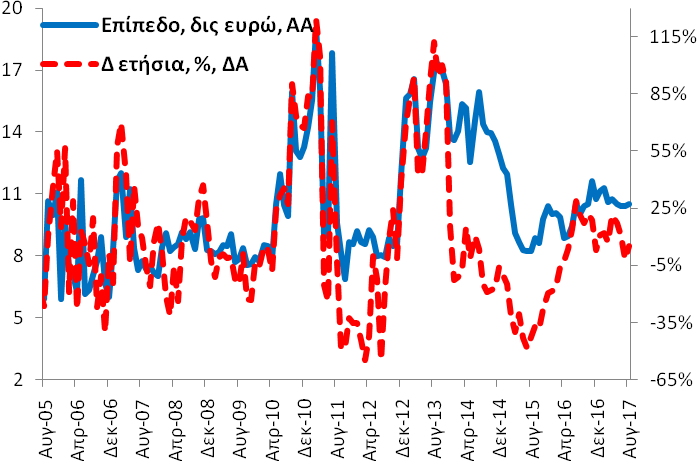 Επίπεδο, δις ευρώ, ΑΑ
Δ ετήσια, %, ΔΑ
20
17
14
11
8
5
2
115%
85%
55%
25%
-5%
-35%
-65%
Αυγ-05
Απρ-06
Δεκ-06
Αυγ-07
Απρ-08
Δεκ-08
Αυγ-09
Απρ-10
Δεκ-10
Αυγ-11
Απρ-12
Δεκ-12
Αυγ-13
Απρ-14
Δεκ-14
Αυγ-15
Απρ-16
Δεκ-16
Αυγ-17